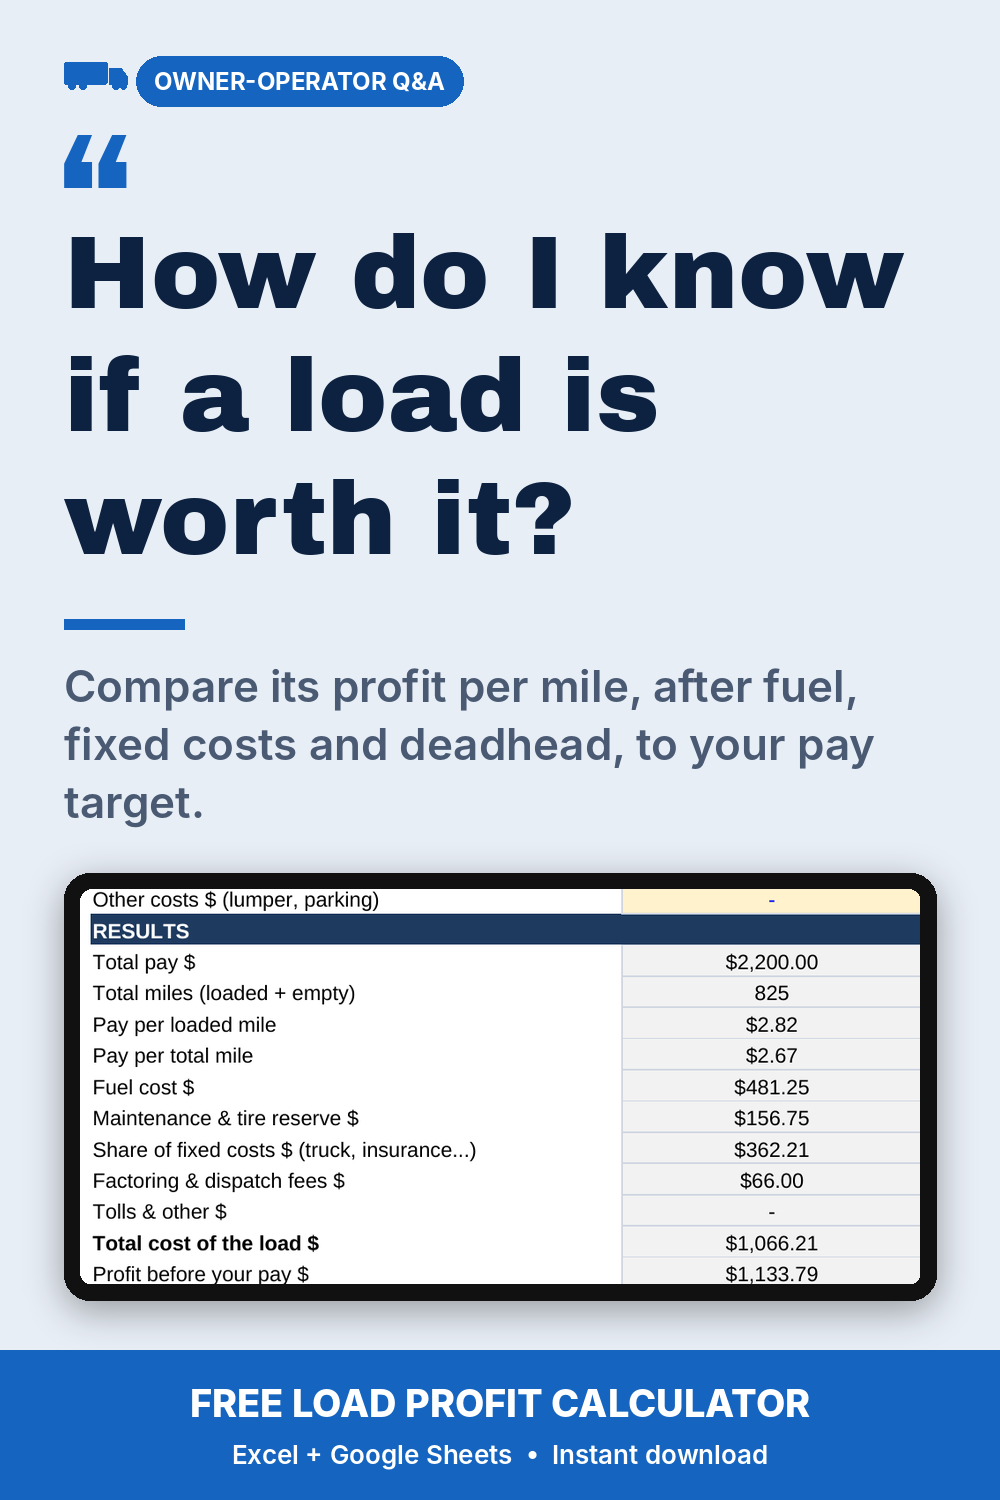 OWNER-OPERATOR Q&A
“
How do I know
if a load is
worth it?
Compare its profit per mile, after fuel,
fixed costs and deadhead, to your pay
target.
Other costs $ (lumper, parking) -
RESULTS
Total pay $ $2,200.00
Total miles (loaded + empty) 825
Pay per loaded mile $2.82
Pay per total mile $2.67
Fuel cost $ $481.25
Maintenance & tire reserve $ $156.75
Share of fixed costs $ (truck, insurance...) $362.21
Factoring & dispatch fees $ $66.00
Tolls & other $ -
Total cost of the load $ $1,066.21
Profit before your pay $ $1,133.79
FREE LOAD PROFIT CALCULATOR
Excel + Google Sheets • Instant download